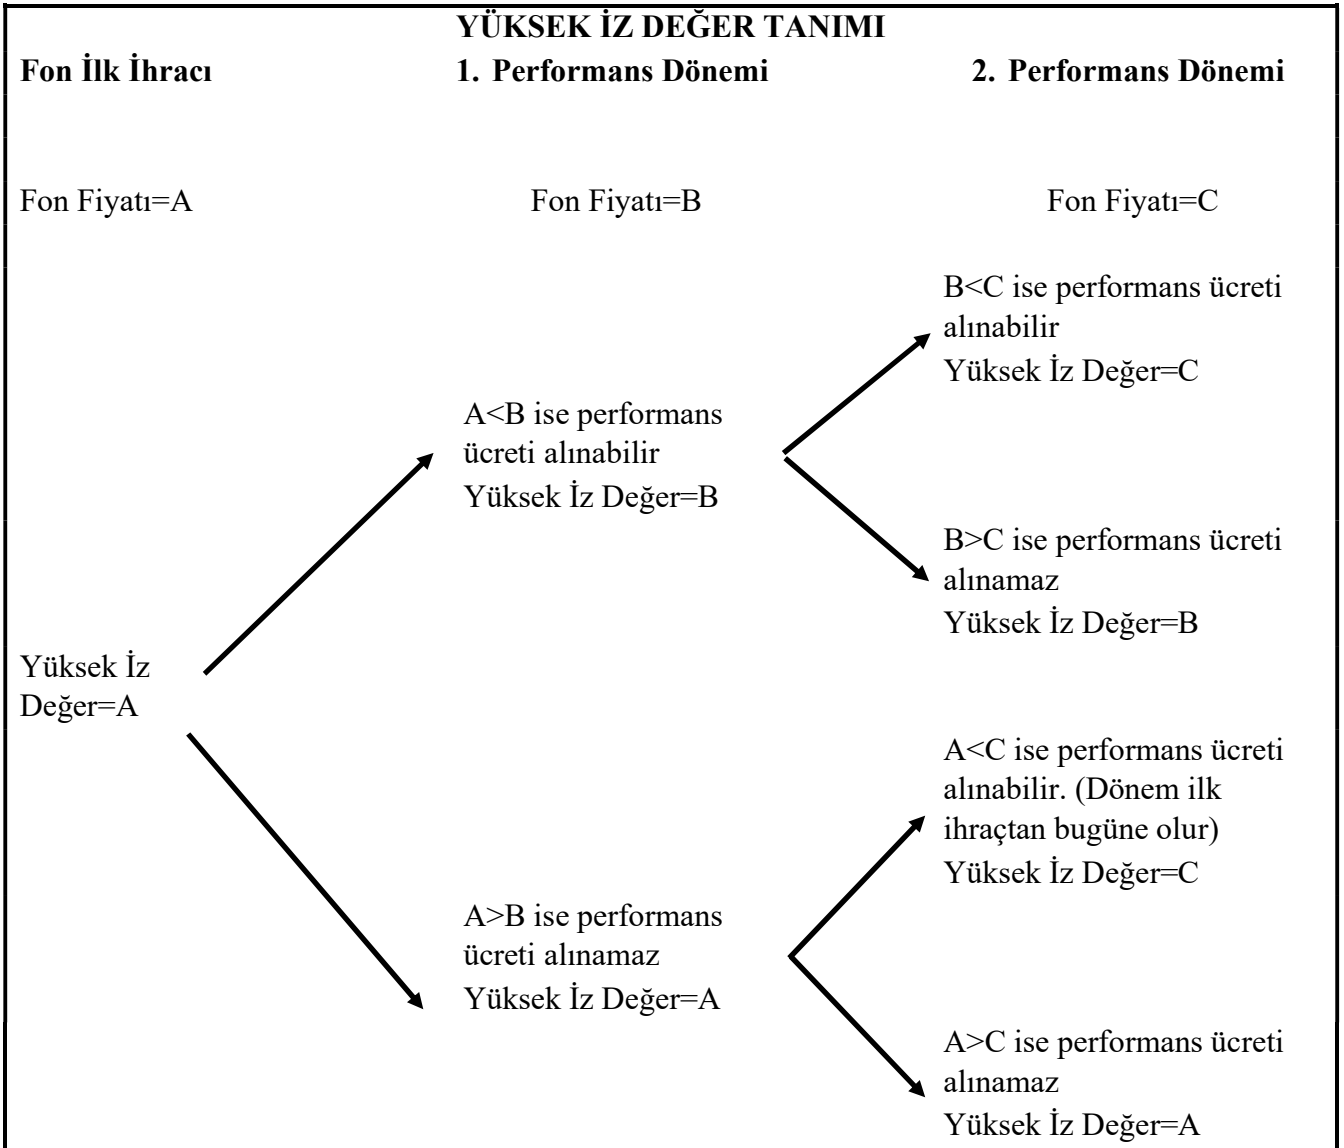 YÜKSEK İZ DEĞER TANIMI
Fon İlk İhracı
1. Performans Dönemi
2. Performans Dönemi
Fon Fiyatı=A
Fon Fiyatı=B
Fon Fiyatı=C
Yüksek İz
Değer=A
A<B ise performans
ücreti alınabilir
Yüksek İz Değer=B
A>B ise performans
ücreti alınamaz
Yüksek İz Değer=A
B<C ise performans ücreti
alınabilir
Yüksek İz Değer=C
B>C ise performans ücreti
alınamaz
Yüksek İz Değer=B
A<C ise performans ücreti
alınabilir. (Dönem ilk
ihraçtan bugüne olur)
Yüksek İz Değer=C
A>C ise performans ücreti
alınamaz
Yüksek İz Değer=A